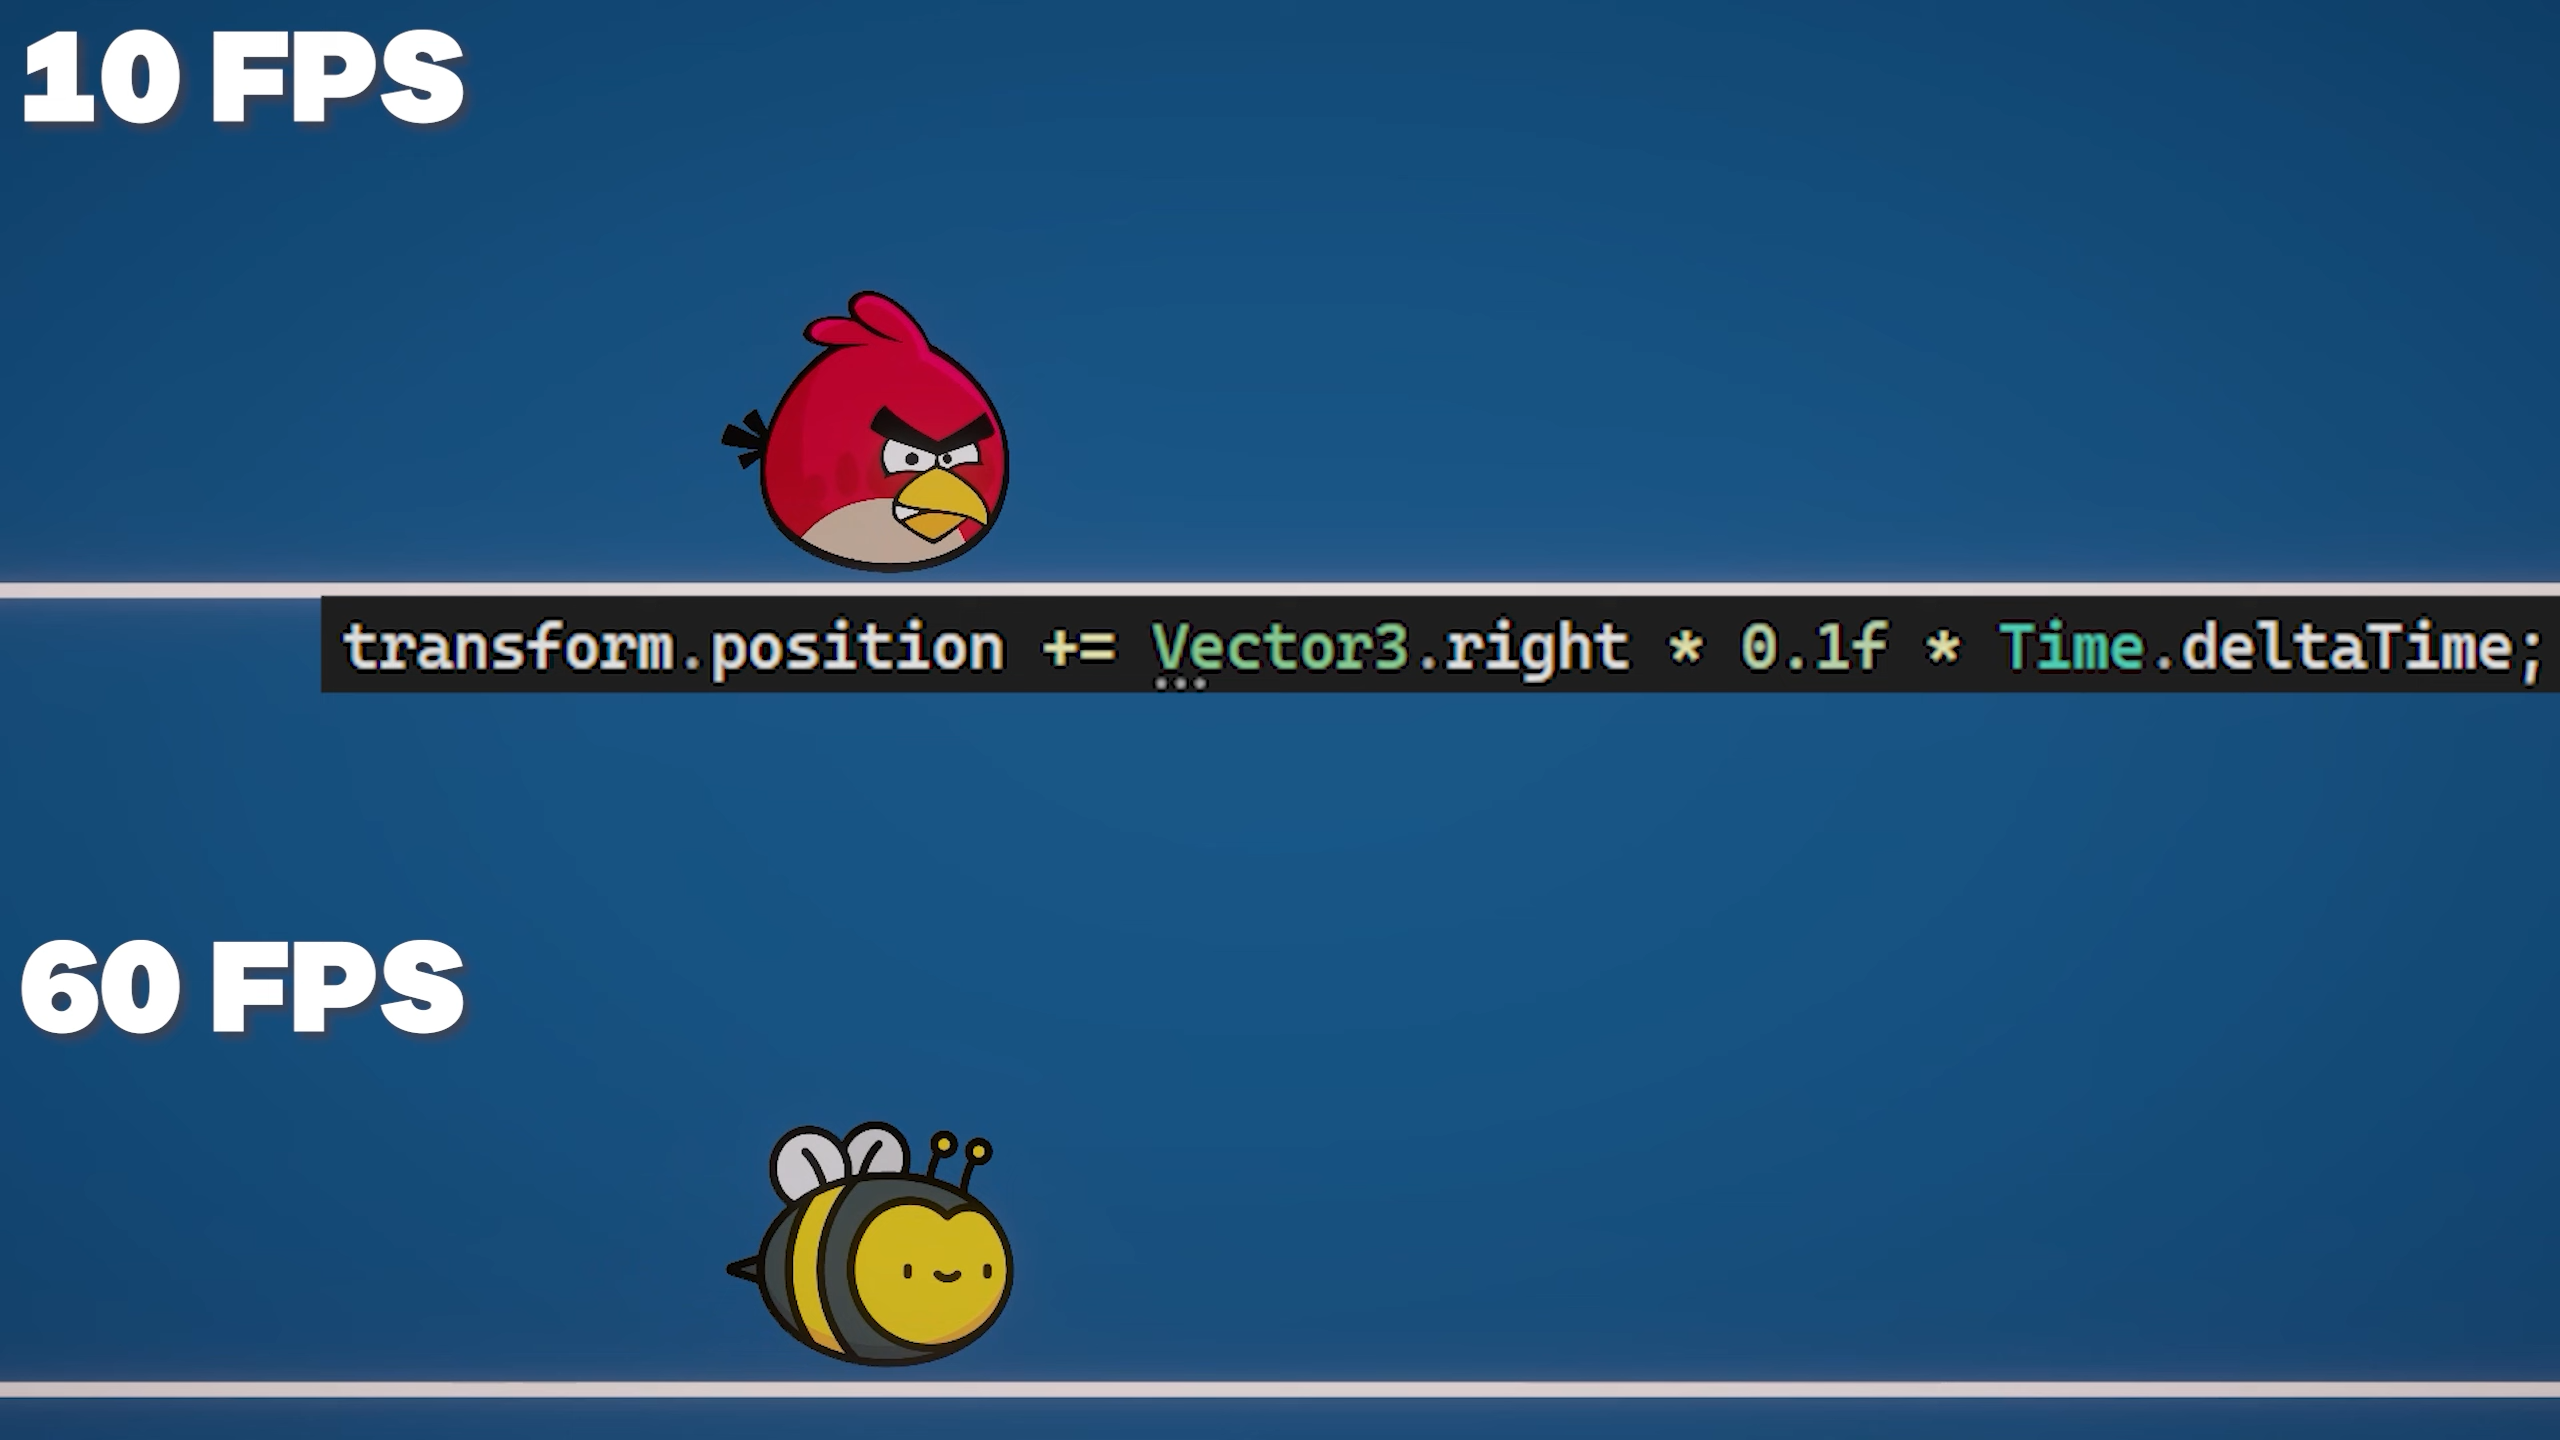 10 FPS
transform.position += Vector3.right * 0.1f * Time.deltaTime;
60 FPS